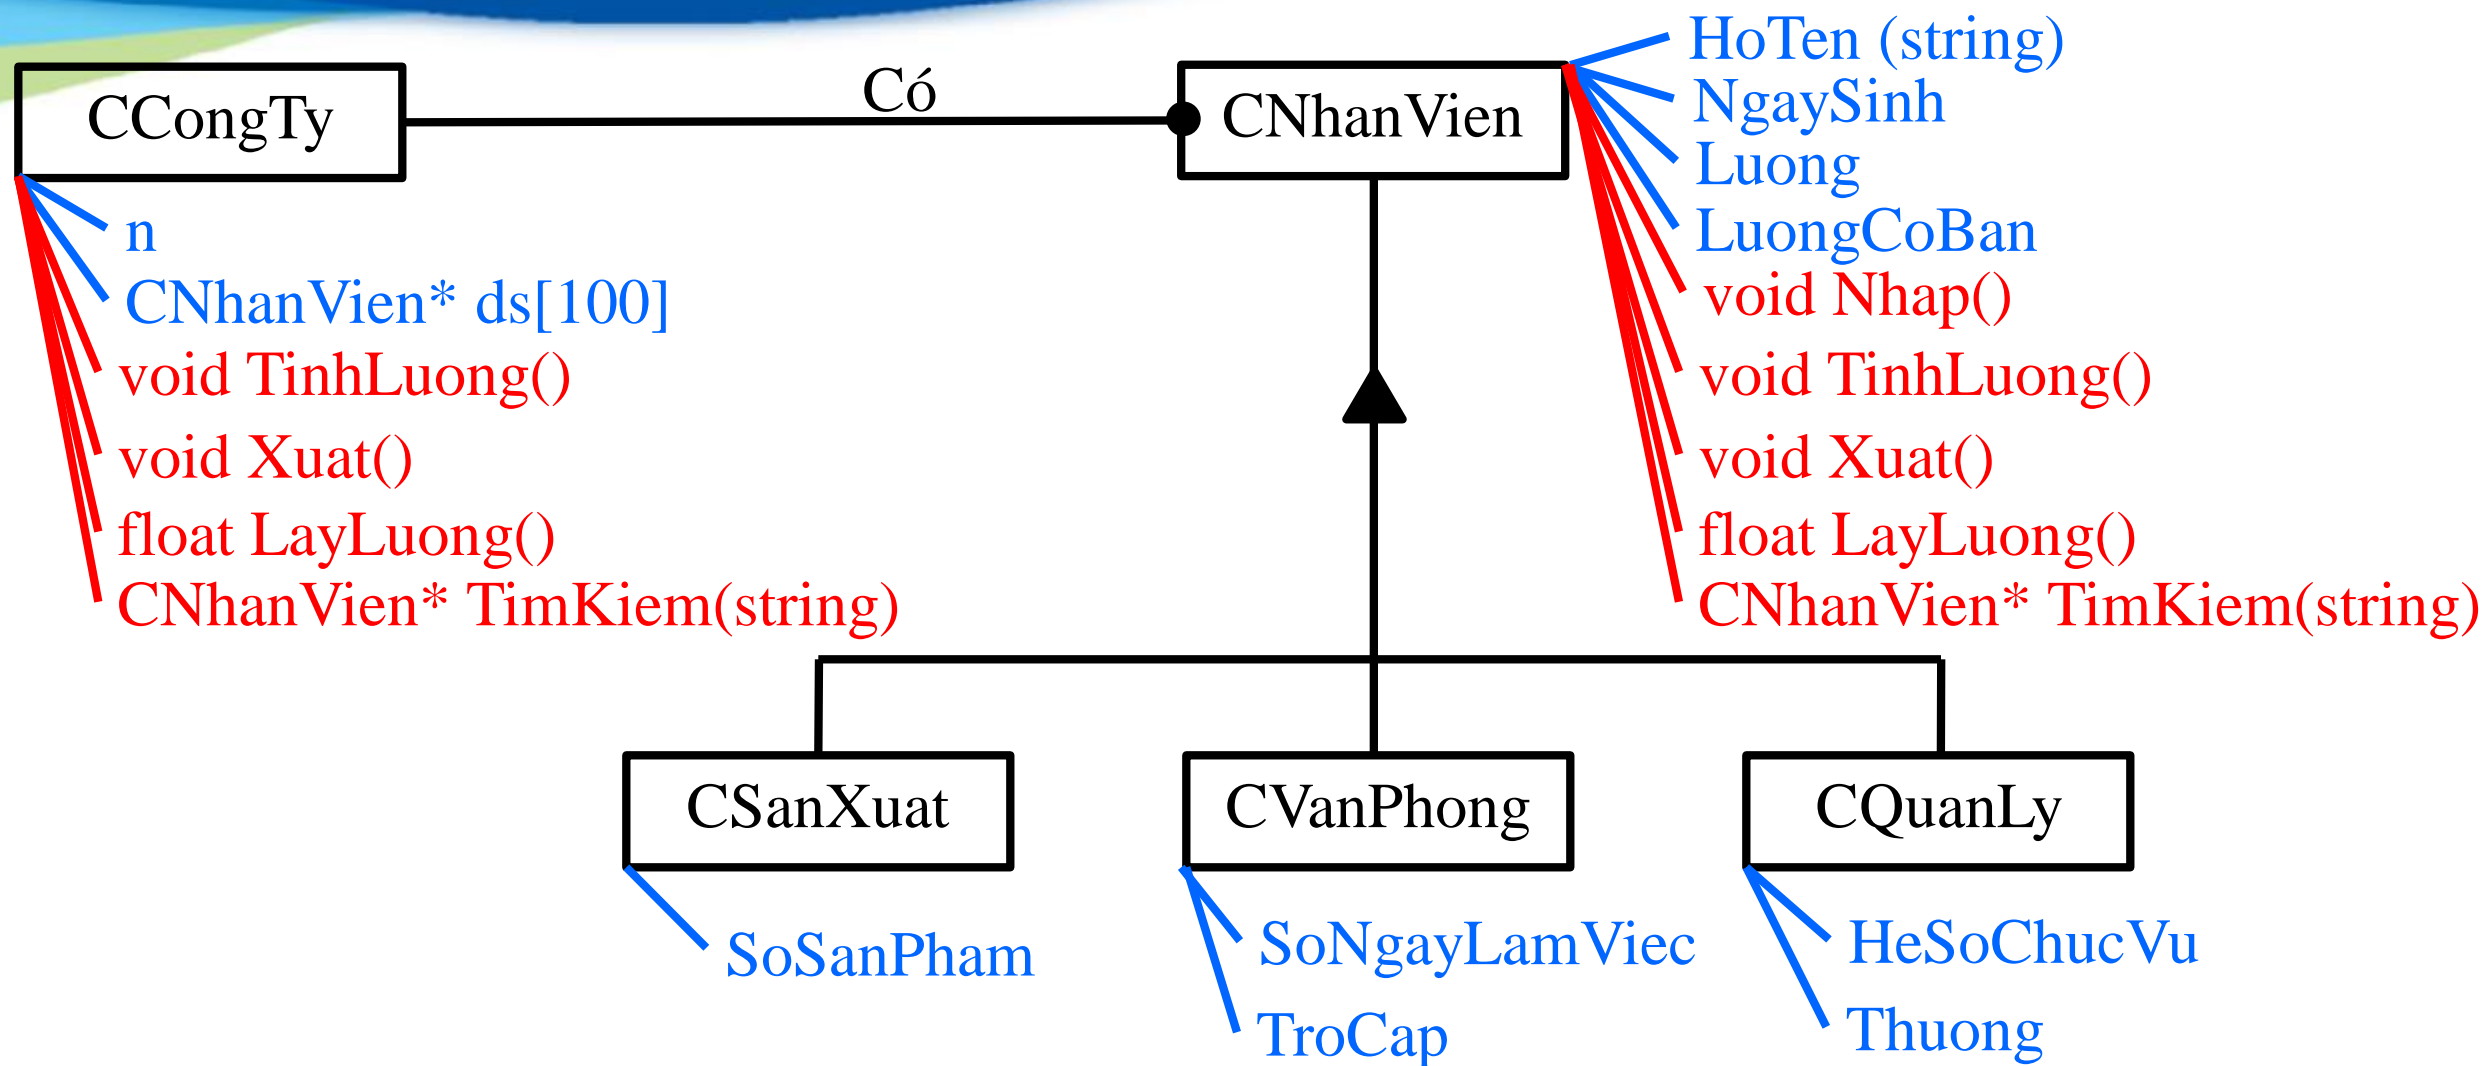 CCongTy
Có
CNhanVien
n
CNhanVien* ds[100]
void TinhLuong()
void Xuat()
float LayLuong()
CNhanVien* TimKiem(string)
HoTen (string)
NgaySinh
Luong
LuongCoBan
void Nhap()
void TinhLuong()
void Xuat()
float LayLuong()
CNhanVien* TimKiem(string)
CSanXuat
CVanPhong
CQuanLy
SoSanPham
SoNgayLamViec
TroCap
HeSoChucVu
Thuong